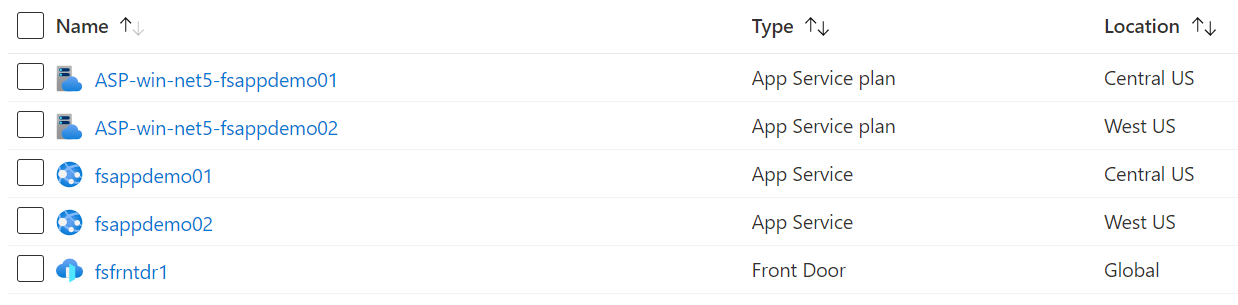 Name Type Location
ASP-win-net5-fsappdemo01 App Service plan Central US
ASP-win-net5-fsappdemo02 App Service plan West US
fsappdemo01 App Service Central US
fsappdemo02 App Service West US
fsfrntdr1 Front Door Global